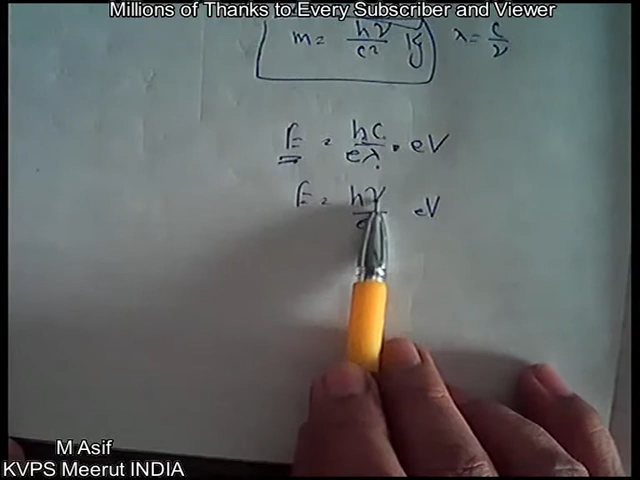 Millions of Thanks to Every Subscriber and Viewer
m = hν/c² Kg λ = c/ν
E = hc/eλ . eV
E = hν/e eV
M Asif
KVPS Meerut INDIA